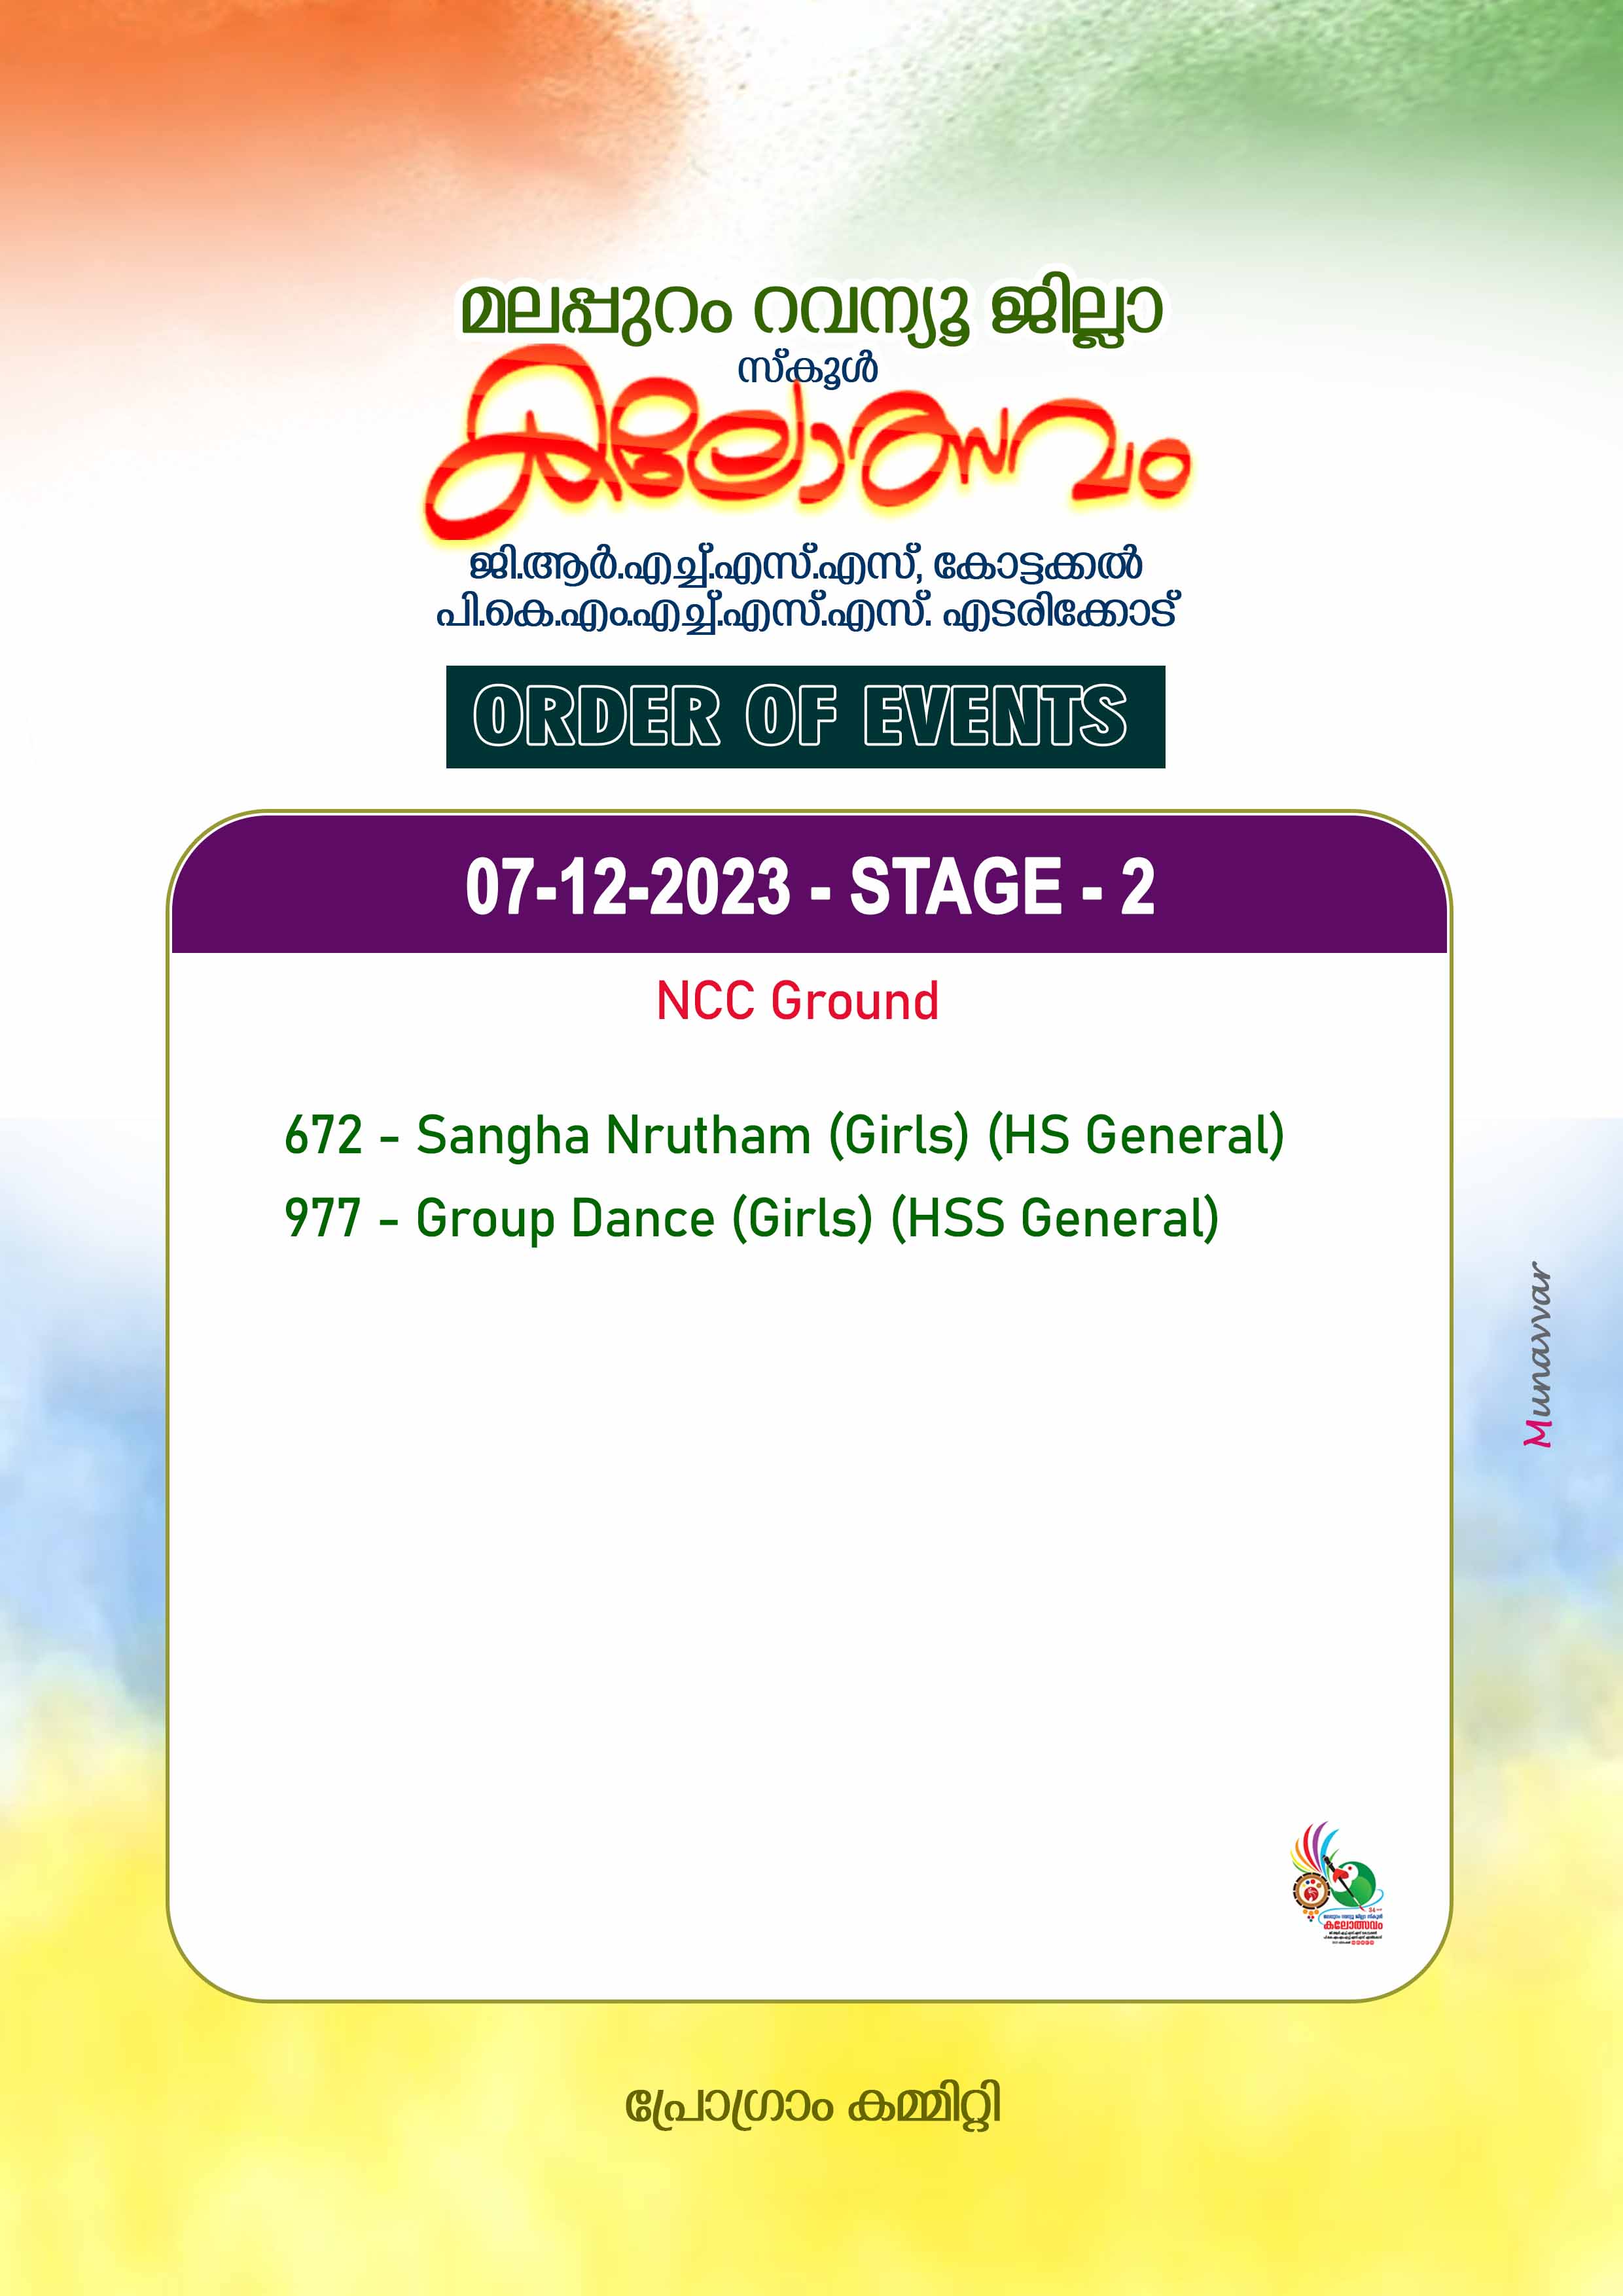 മലപ്പുറം റവന്യൂ ജില്ലാ
സ്കൂൾ
കലോത്സവം
ജി.ആർ.എച്ച്.എസ്.എസ്, കോട്ടക്കൽ
പി.കെ.എം.എച്ച്.എസ്.എസ്. എടരിക്കോട്
ORDER OF EVENTS
07-12-2023 - STAGE - 2
NCC Ground
672 - Sangha Nrutham (Girls) (HS General)
977 - Group Dance (Girls) (HSS General)
Munavvar
കലോത്സവം
പ്രോഗ്രാം കമ്മിറ്റി